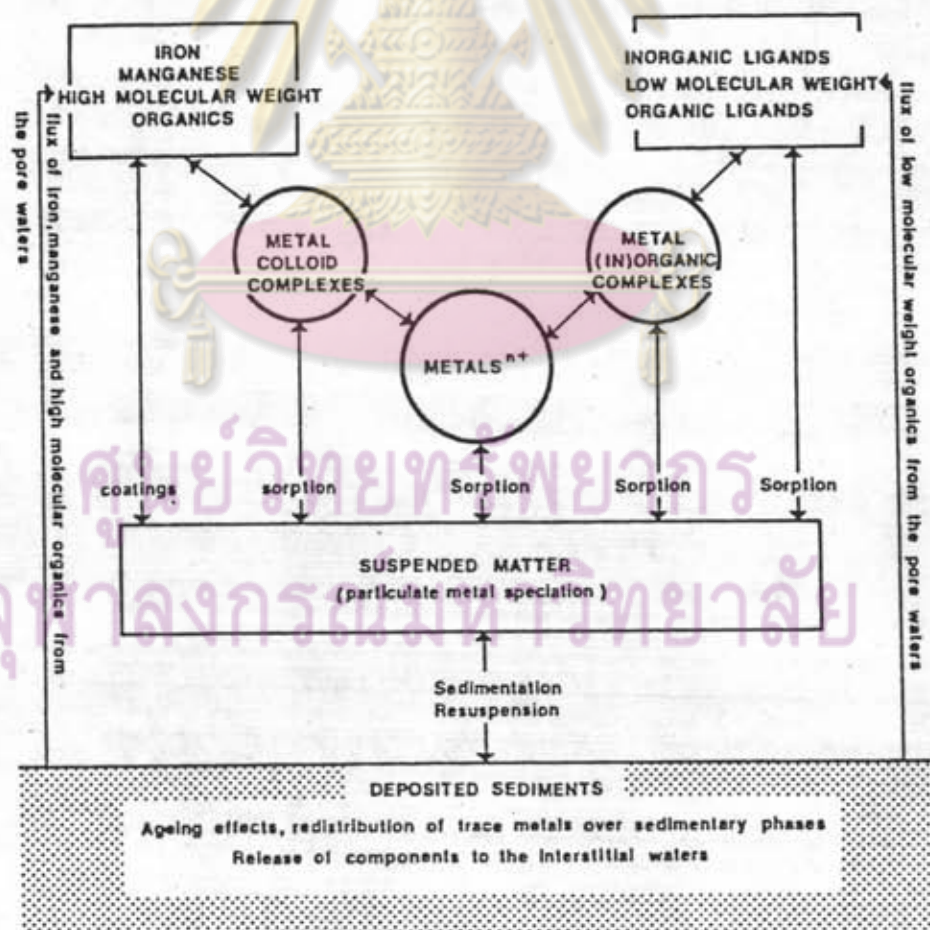 IRON
MANGANESE
HIGH MOLECULAR WEIGHT
ORGANICS
INORGANIC LIGANDS
LOW MOLECULAR WEIGHT
ORGANIC LIGANDS
flux of iron, manganese and high molecular organics from
the pore waters
flux of low molecular weight organics from the pore waters
METAL
COLLOID
COMPLEXES
METAL
(IN)ORGANIC
COMPLEXES
METALSⁿ⁺
coatings
sorption
Sorption
Sorption
Sorption
ศูนย์วิทยทรัพยากร
SUSPENDED MATTER
(particulate metal speciation)
จุฬาลงกรณ์มหาวิทยาลัย
Sedimentation
Resuspension
DEPOSITED SEDIMENTS
Ageing effects, redistribution of trace metals over sedimentary phases
Release of components to the interstitial waters